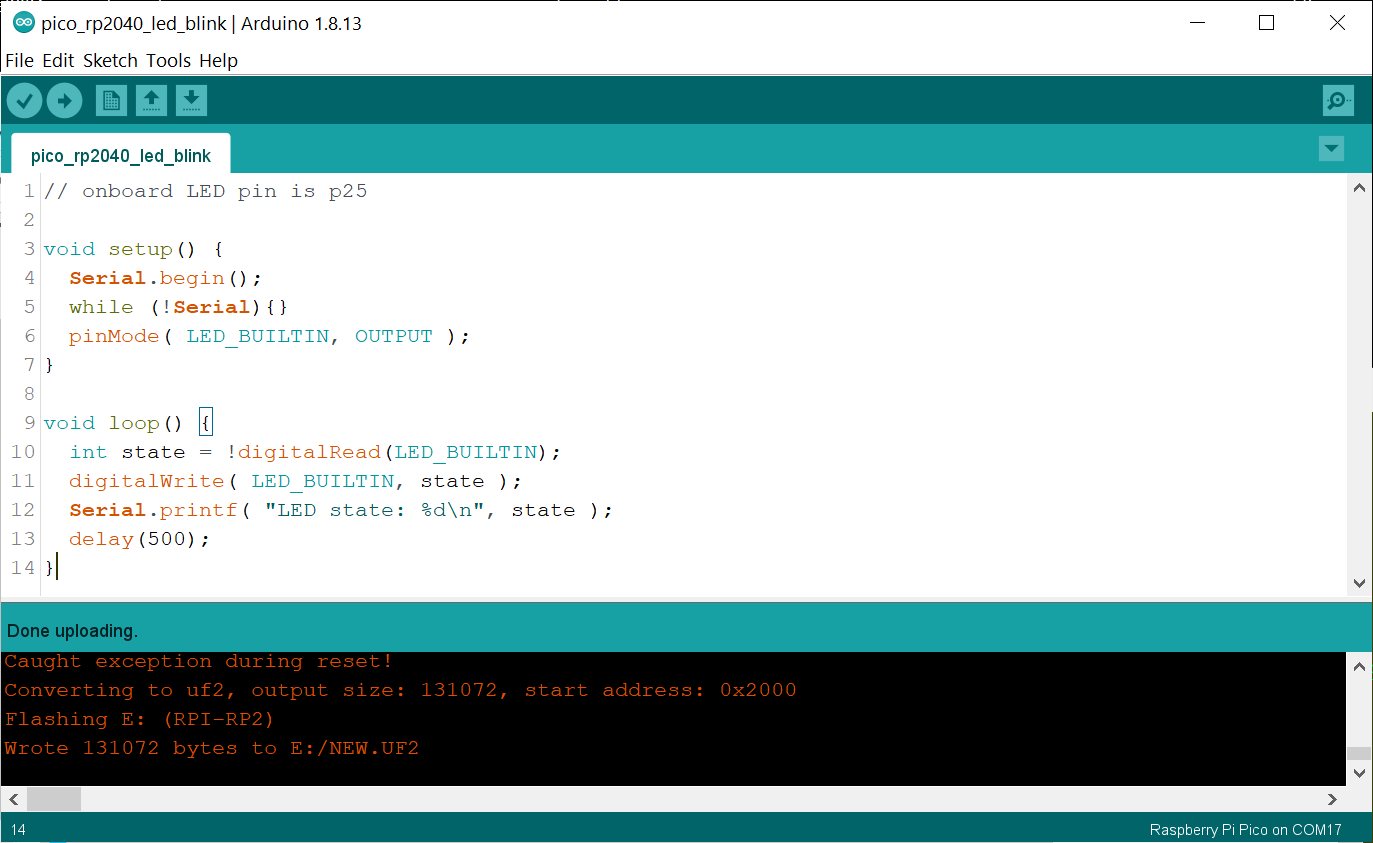 pico_rp2040_led_blink | Arduino 1.8.13
File Edit Sketch Tools Help
pico_rp2040_led_blink
1 // onboard LED pin is p25
2
3 void setup() {
4   Serial.begin();
5   while (!Serial){}
6   pinMode( LED_BUILTIN, OUTPUT );
7 }
8
9 void loop() {
10   int state = !digitalRead(LED_BUILTIN);
11   digitalWrite( LED_BUILTIN, state );
12   Serial.printf( "LED state: %d\n", state );
13   delay(500);
14 }
Done uploading.
Caught exception during reset!
Converting to uf2, output size: 131072, start address: 0x2000
Flashing E: (RPI-RP2)
Wrote 131072 bytes to E:/NEW.UF2
14 Raspberry Pi Pico on COM17